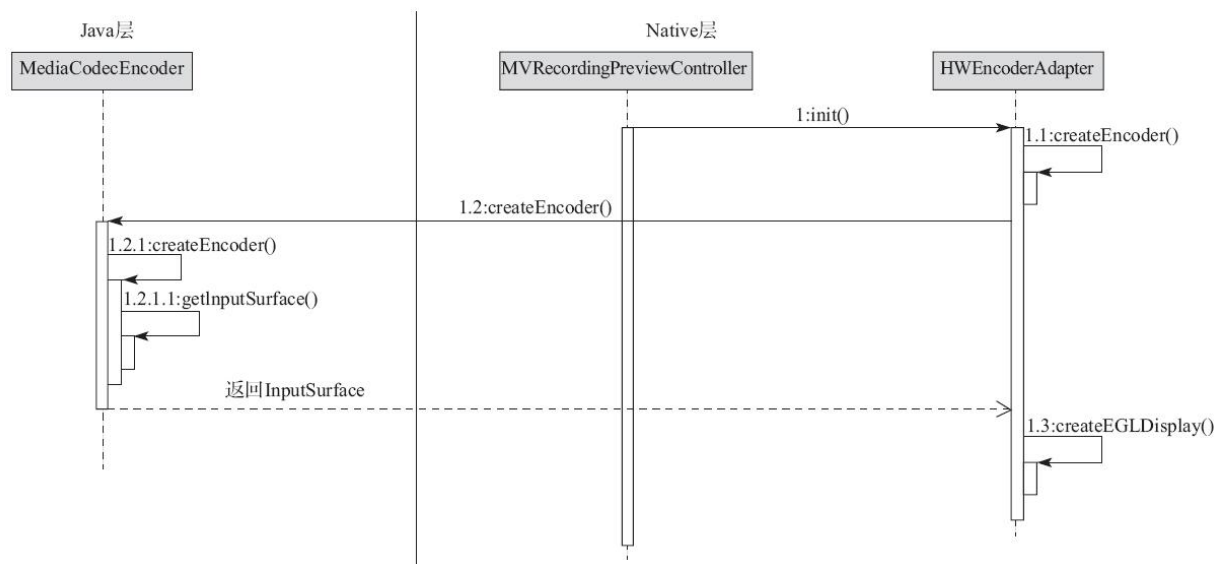 Java层
Native层
MediaCodecEncoder
MVRecordingPreviewController
HWEncoderAdapter
1:init()
1.1:createEncoder()
1.2:createEncoder()
1.2.1:createEncoder()
1.2.1.1:getInputSurface()
返回InputSurface
1.3:createEGLDisplay()